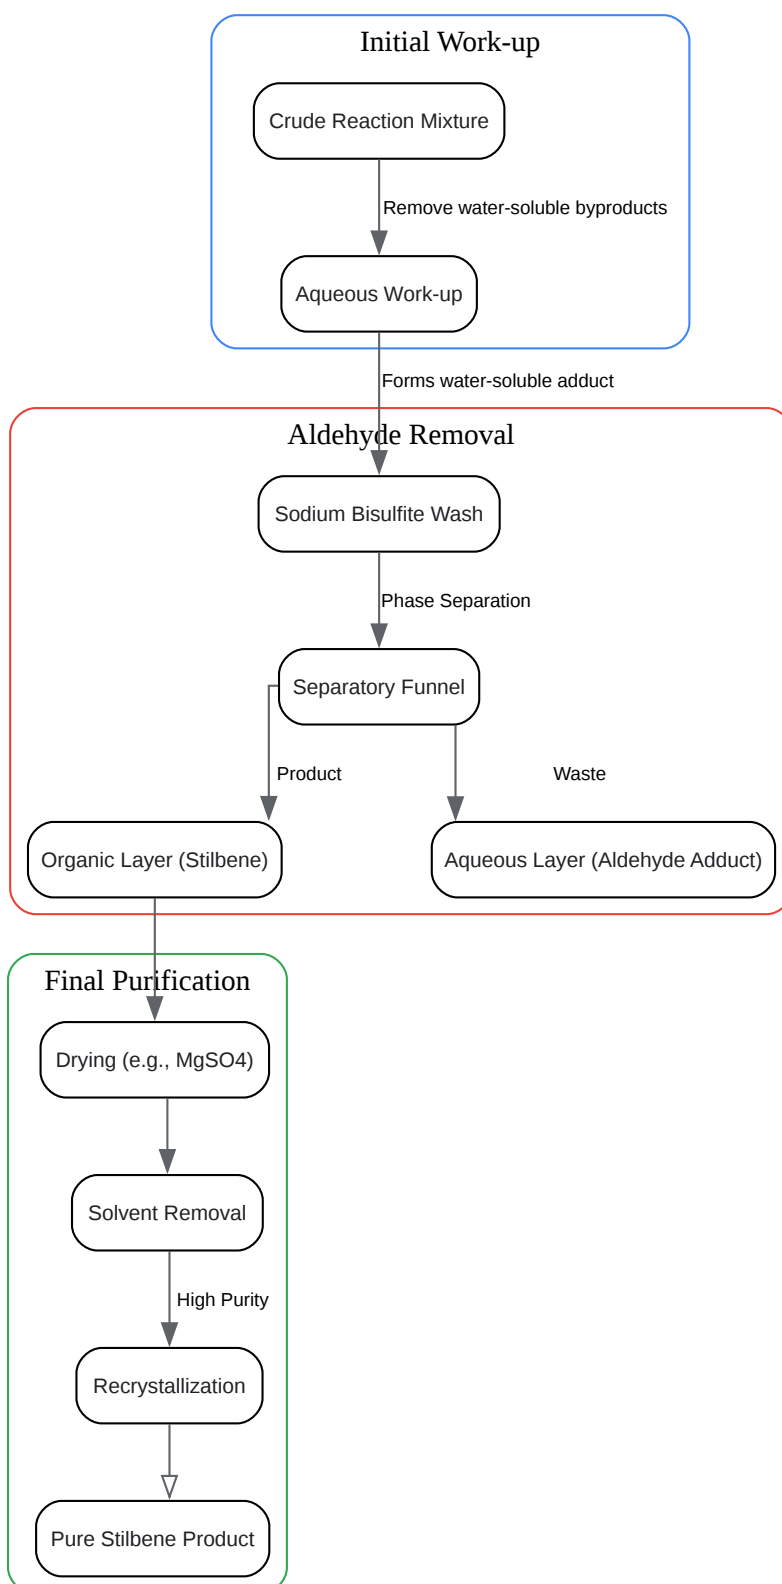 Initial Work-up
Crude Reaction Mixture
Remove water-soluble byproducts
Aqueous Work-up
Forms water-soluble adduct
Aldehyde Removal
Sodium Bisulfite Wash
Phase Separation
Separatory Funnel
Product
Waste
Organic Layer (Stilbene)
Aqueous Layer (Aldehyde Adduct)
Final Purification
Drying (e.g., MgSO4)
Solvent Removal
High Purity
Recrystallization
Pure Stilbene Product